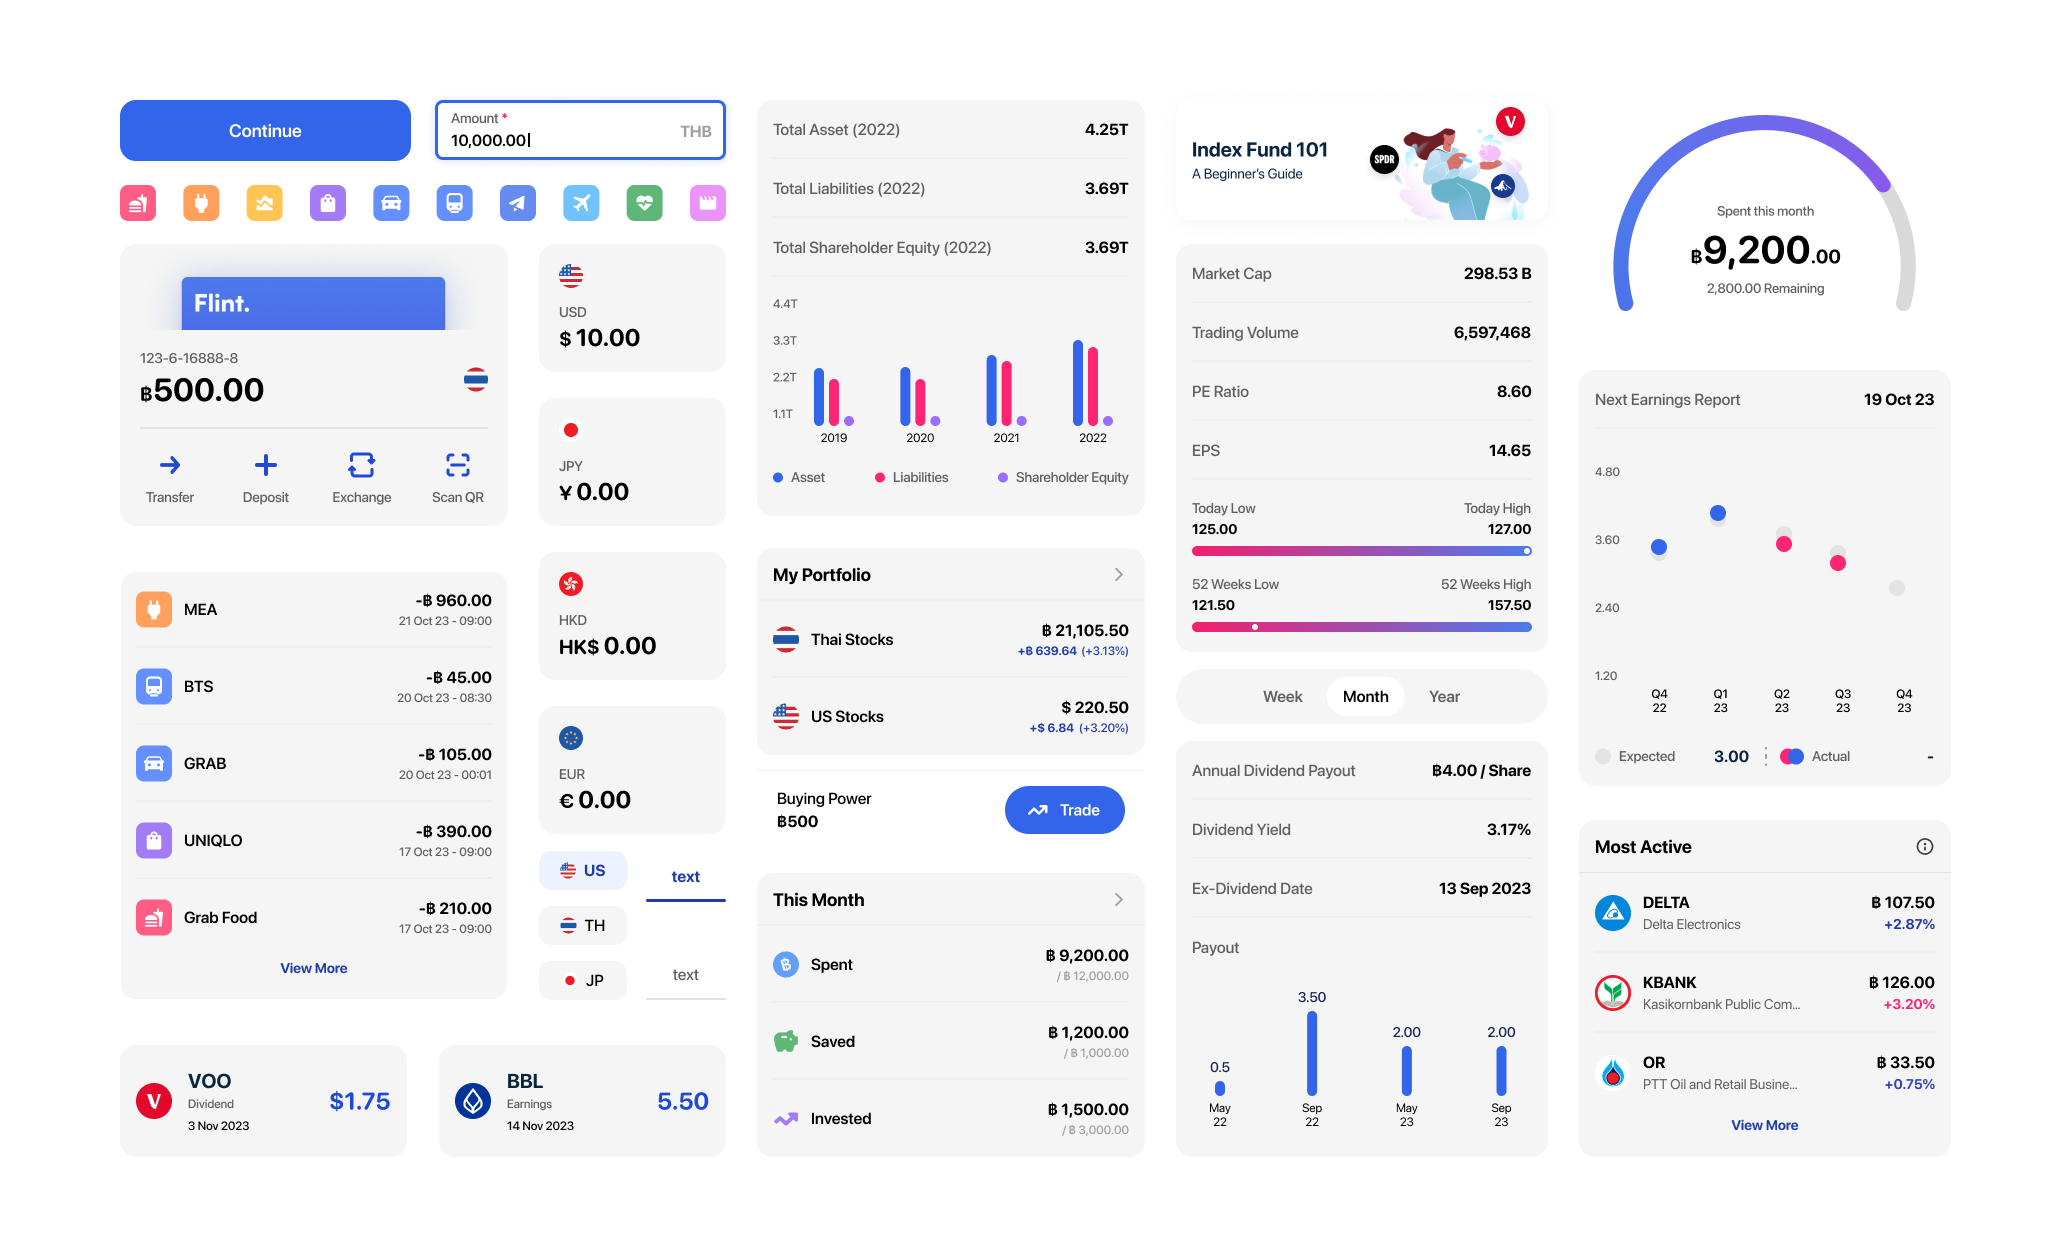 Continue
Amount *
10,000.00
THB
Flint.
123-6-16888-8
฿500.00
Transfer
Deposit
Exchange
Scan QR
MEA
-฿ 960.00
21 Oct 23 - 09:00
BTS
-฿ 45.00
20 Oct 23 - 08:30
GRAB
-฿ 105.00
20 Oct 23 - 00:01
UNIQLO
-฿ 390.00
17 Oct 23 - 09:00
Grab Food
-฿ 210.00
17 Oct 23 - 09:00
View More
USD
$ 10.00
JPY
¥ 0.00
HKD
HK$ 0.00
EUR
€ 0.00
US
TH
JP
text
text
V
VOO
Dividend
3 Nov 2023
$1.75
BBL
Earnings
14 Nov 2023
5.50
Total Asset (2022)
4.25T
Total Liabilities (2022)
3.69T
Total Shareholder Equity (2022)
3.69T
4.4T
3.3T
2.2T
1.1T
2019
2020
2021
2022
Asset
Liabilities
Shareholder Equity
My Portfolio
Thai Stocks
฿ 21,105.50
+฿ 639.64 (+3.13%)
US Stocks
$ 220.50
+$ 6.84 (+3.20%)
Buying Power
฿500
Trade
This Month
฿
Spent
฿ 9,200.00
/ ฿ 12,000.00
Saved
฿ 1,200.00
/ ฿ 1,000.00
Invested
฿ 1,500.00
/ ฿ 3,000.00
Index Fund 101
A Beginner's Guide
SPDR
V
Market Cap
298.53 B
Trading Volume
6,597,468
PE Ratio
8.60
EPS
14.65
Today Low
Today High
125.00
127.00
52 Weeks Low
52 Weeks High
121.50
157.50
Week
Month
Year
Annual Dividend Payout
฿4.00 / Share
Dividend Yield
3.17%
Ex-Dividend Date
13 Sep 2023
Payout
0.5
3.50
2.00
2.00
May
22
Sep
22
May
23
Sep
23
Spent this month
฿9,200.00
2,800.00 Remaining
Next Earnings Report
19 Oct 23
4.80
3.60
2.40
1.20
Q4
22
Q1
23
Q2
23
Q3
23
Q4
23
Expected
3.00
Actual
-
Most Active
DELTA
Delta Electronics
฿ 107.50
+2.87%
KBANK
Kasikornbank Public Com...
฿ 126.00
+3.20%
OR
PTT Oil and Retail Busine...
฿ 33.50
+0.75%
View More